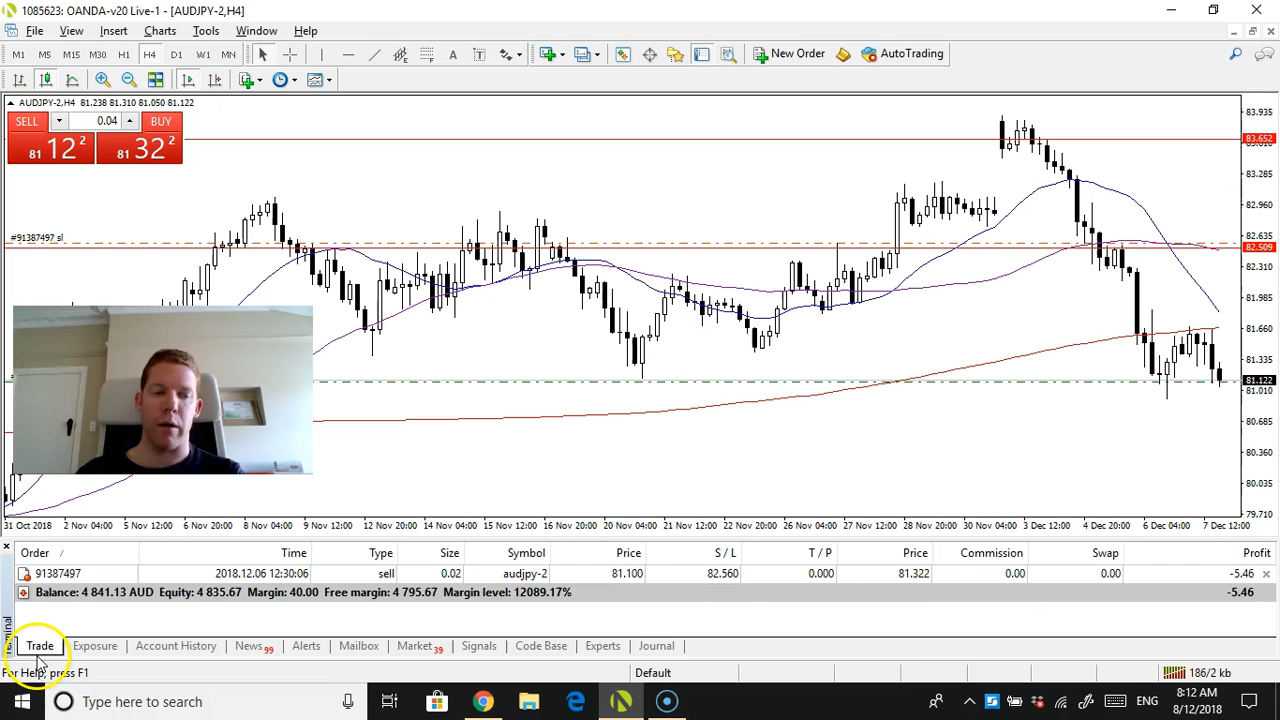 1085623: OANDA-v20 Live-1 - [AUDJPY-2,H4]
File View Insert Charts Tools Window Help
M1 M5 M15 M30 H1 H4 D1 W1 MN A T New Order AutoTrading
AUDJPY-2,H4 81.238 81.310 81.050 81.122
SELL 0.04 BUY
81 12 2 81 32 2
83.935
83.652
83.285
82.960
#91387497 sl
82.635
82.509
82.310
81.985
81.660
81.335
81.122
81.010
80.685
80.360
80.035
79.710
31 Oct 2018 2 Nov 04:00 5 Nov 12:00 6 Nov 20:00 8 Nov 04:00 9 Nov 12:00 12 Nov 20:00 14 Nov 04:00 15 Nov 12:00 16 Nov 20:00 20 Nov 04:00 21 Nov 12:00 22 Nov 20:00 26 Nov 04:00 27 Nov 12:00 28 Nov 20:00 30 Nov 04:00 3 Dec 12:00 4 Dec 20:00 6 Dec 04:00 7 Dec 12:00
Order / Time Type Size Symbol Price S / L T / P Price Commission Swap Profit
91387497 2018.12.06 12:30:06 sell 0.02 audjpy-2 81.100 82.560 0.000 81.322 0.00 0.00 -5.46
Balance: 4 841.13 AUD Equity: 4 835.67 Margin: 40.00 Free margin: 4 795.67 Margin level: 12089.17% -5.46
Terminal
Trade Exposure Account History News 99 Alerts Mailbox Market 39 Signals Code Base Experts Journal
For Help, press F1 Default 186/2 kb
Type here to search ENG 8:12 AM
8/12/2018